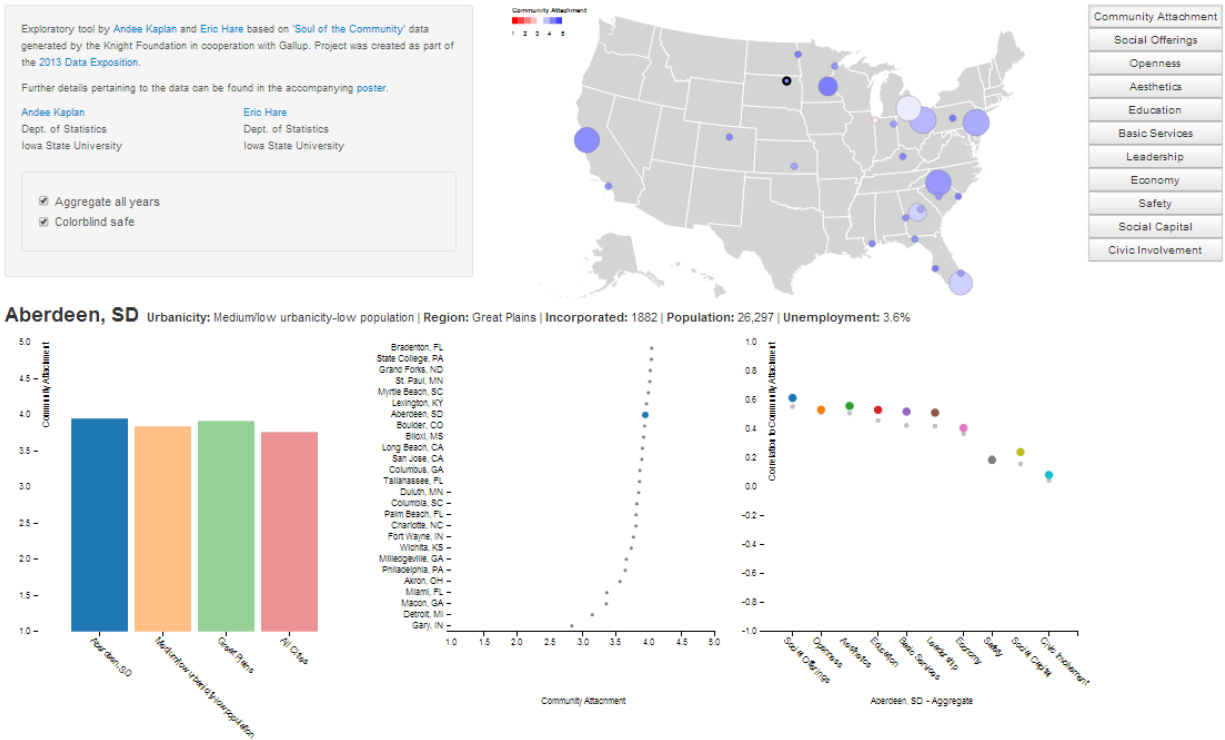 Exploratory tool by Andee Kaplan and Eric Hare based on 'Soul of the Community' data
generated by the Knight Foundation in cooperation with Gallup. Project was created as part of
the 2013 Data Exposition.
Further details pertaining to the data can be found in the accompanying poster.
Andee Kaplan
Dept. of Statistics
Iowa State University
Eric Hare
Dept. of Statistics
Iowa State University
Aggregate all years
Colorblind safe
Community Attachment
1 2 3 4 5
Community Attachment
Social Offerings
Openness
Aesthetics
Education
Basic Services
Leadership
Economy
Safety
Social Capital
Civic Involvement
Aberdeen, SD Urbanicity: Medium/low urbanicity-low population | Region: Great Plains | Incorporated: 1882 | Population: 26,297 | Unemployment: 3.6%
Community Attachment
5.0
4.5
4.0
3.5
3.0
2.5
2.0
1.5
1.0
Aberdeen, SD
Medium/low urbanicity-low population
Great Plains
All Cities
Bradenton, FL
State College, PA
Grand Forks, ND
St. Paul, MN
Myrtle Beach, SC
Lexington, KY
Aberdeen, SD
Boulder, CO
Biloxi, MS
Long Beach, CA
San Jose, CA
Columbus, GA
Tallahassee, FL
Duluth, MN
Columbia, SC
Palm Beach, FL
Charlotte, NC
Fort Wayne, IN
Wichita, KS
Milledgeville, GA
Philadelphia, PA
Akron, OH
Miami, FL
Macon, GA
Detroit, MI
Gary, IN
1.0 1.5 2.0 2.5 3.0 3.5 4.0 4.5 5.0
Community Attachment
Correlation to Community Attachment
1.0
0.8
0.6
0.4
0.2
0.0
-0.2
-0.4
-0.6
-0.8
-1.0
Social Offerings
Openness
Aesthetics
Education
Basic Services
Leadership
Economy
Safety
Social Capital
Civic Involvement
Aberdeen, SD - Aggregate